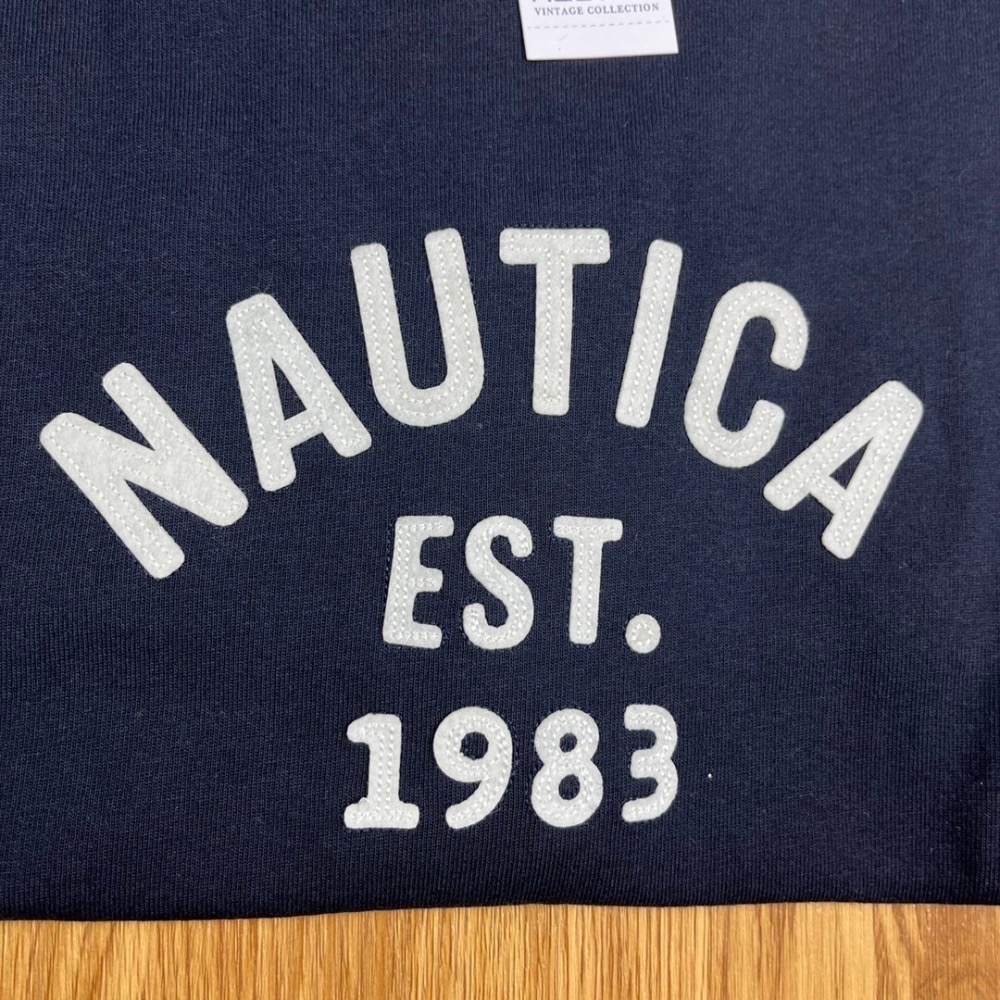 VINTAGE COLLECTION
NAUTICA
EST.
1983